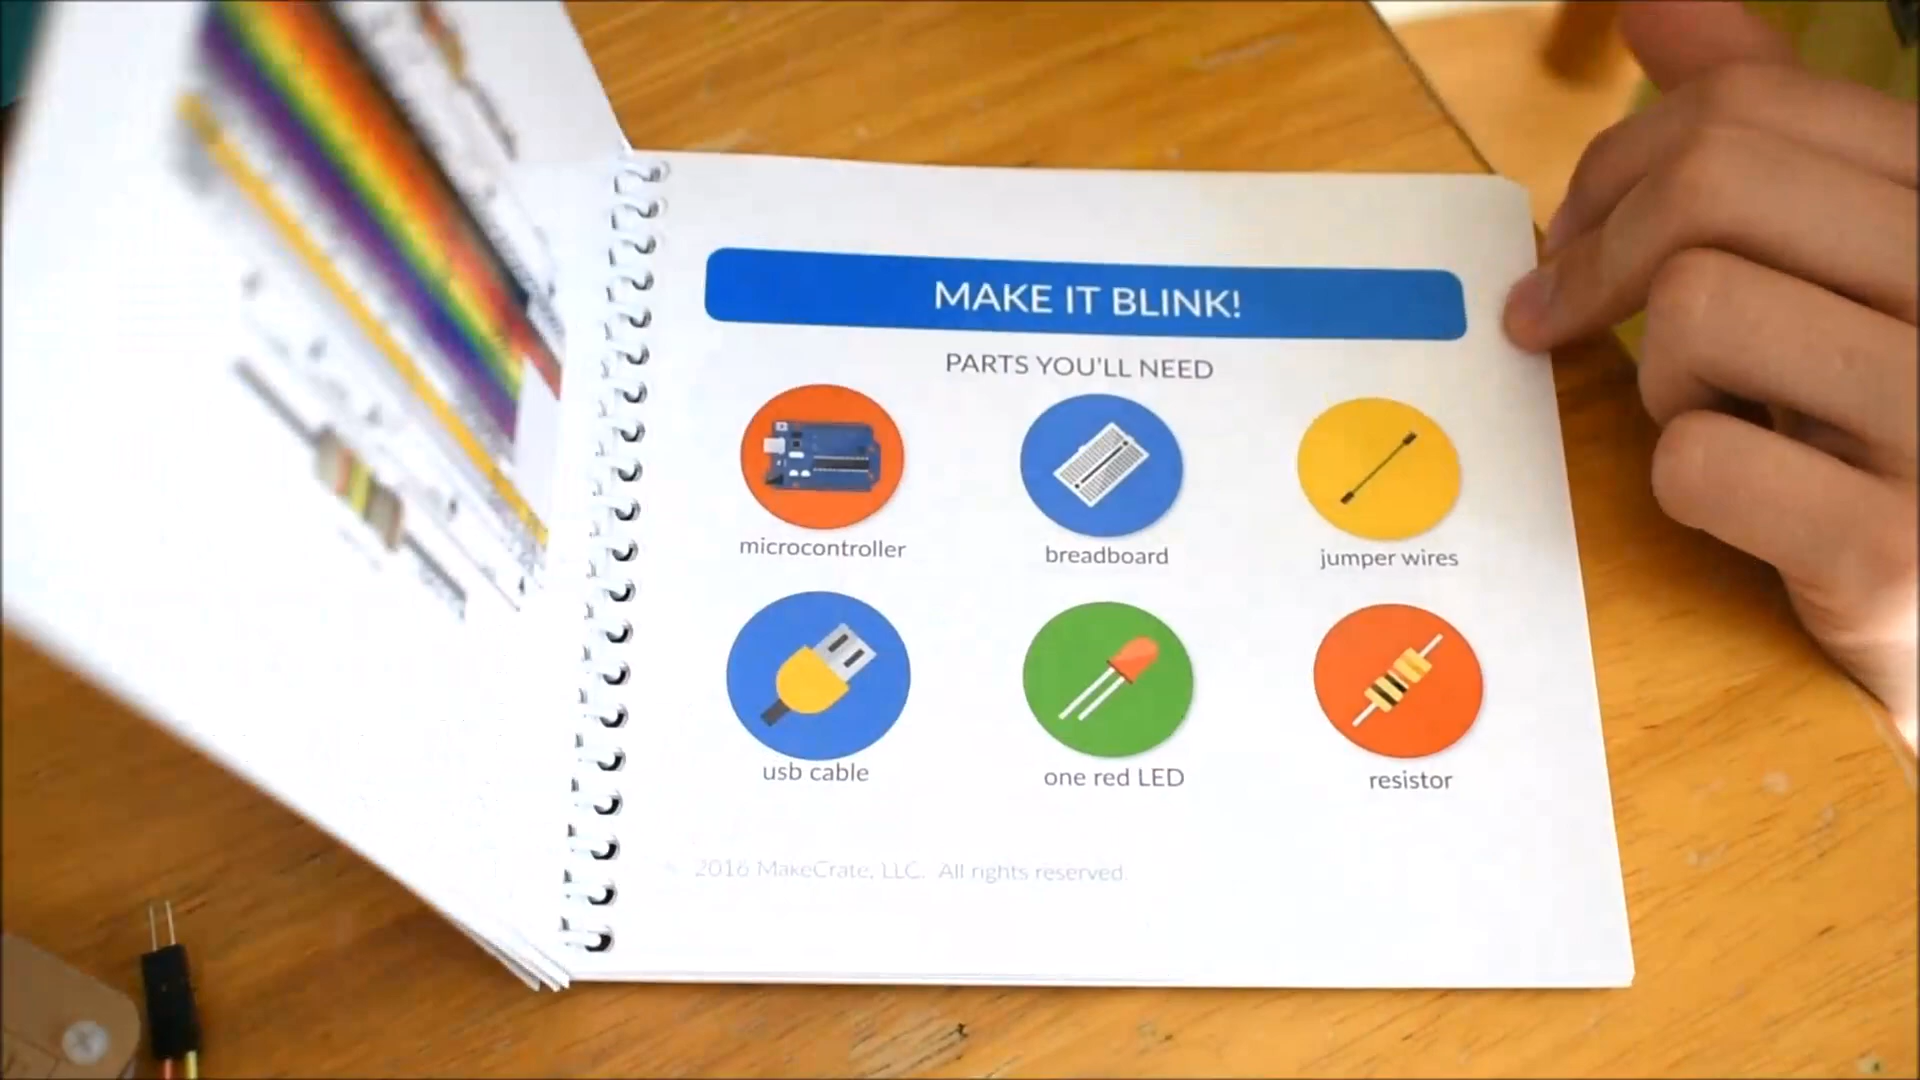 MAKE IT BLINK!
PARTS YOU'LL NEED
microcontroller
breadboard
jumper wires
usb cable
one red LED
resistor
2016 MakeCrate, LLC. All rights reserved.